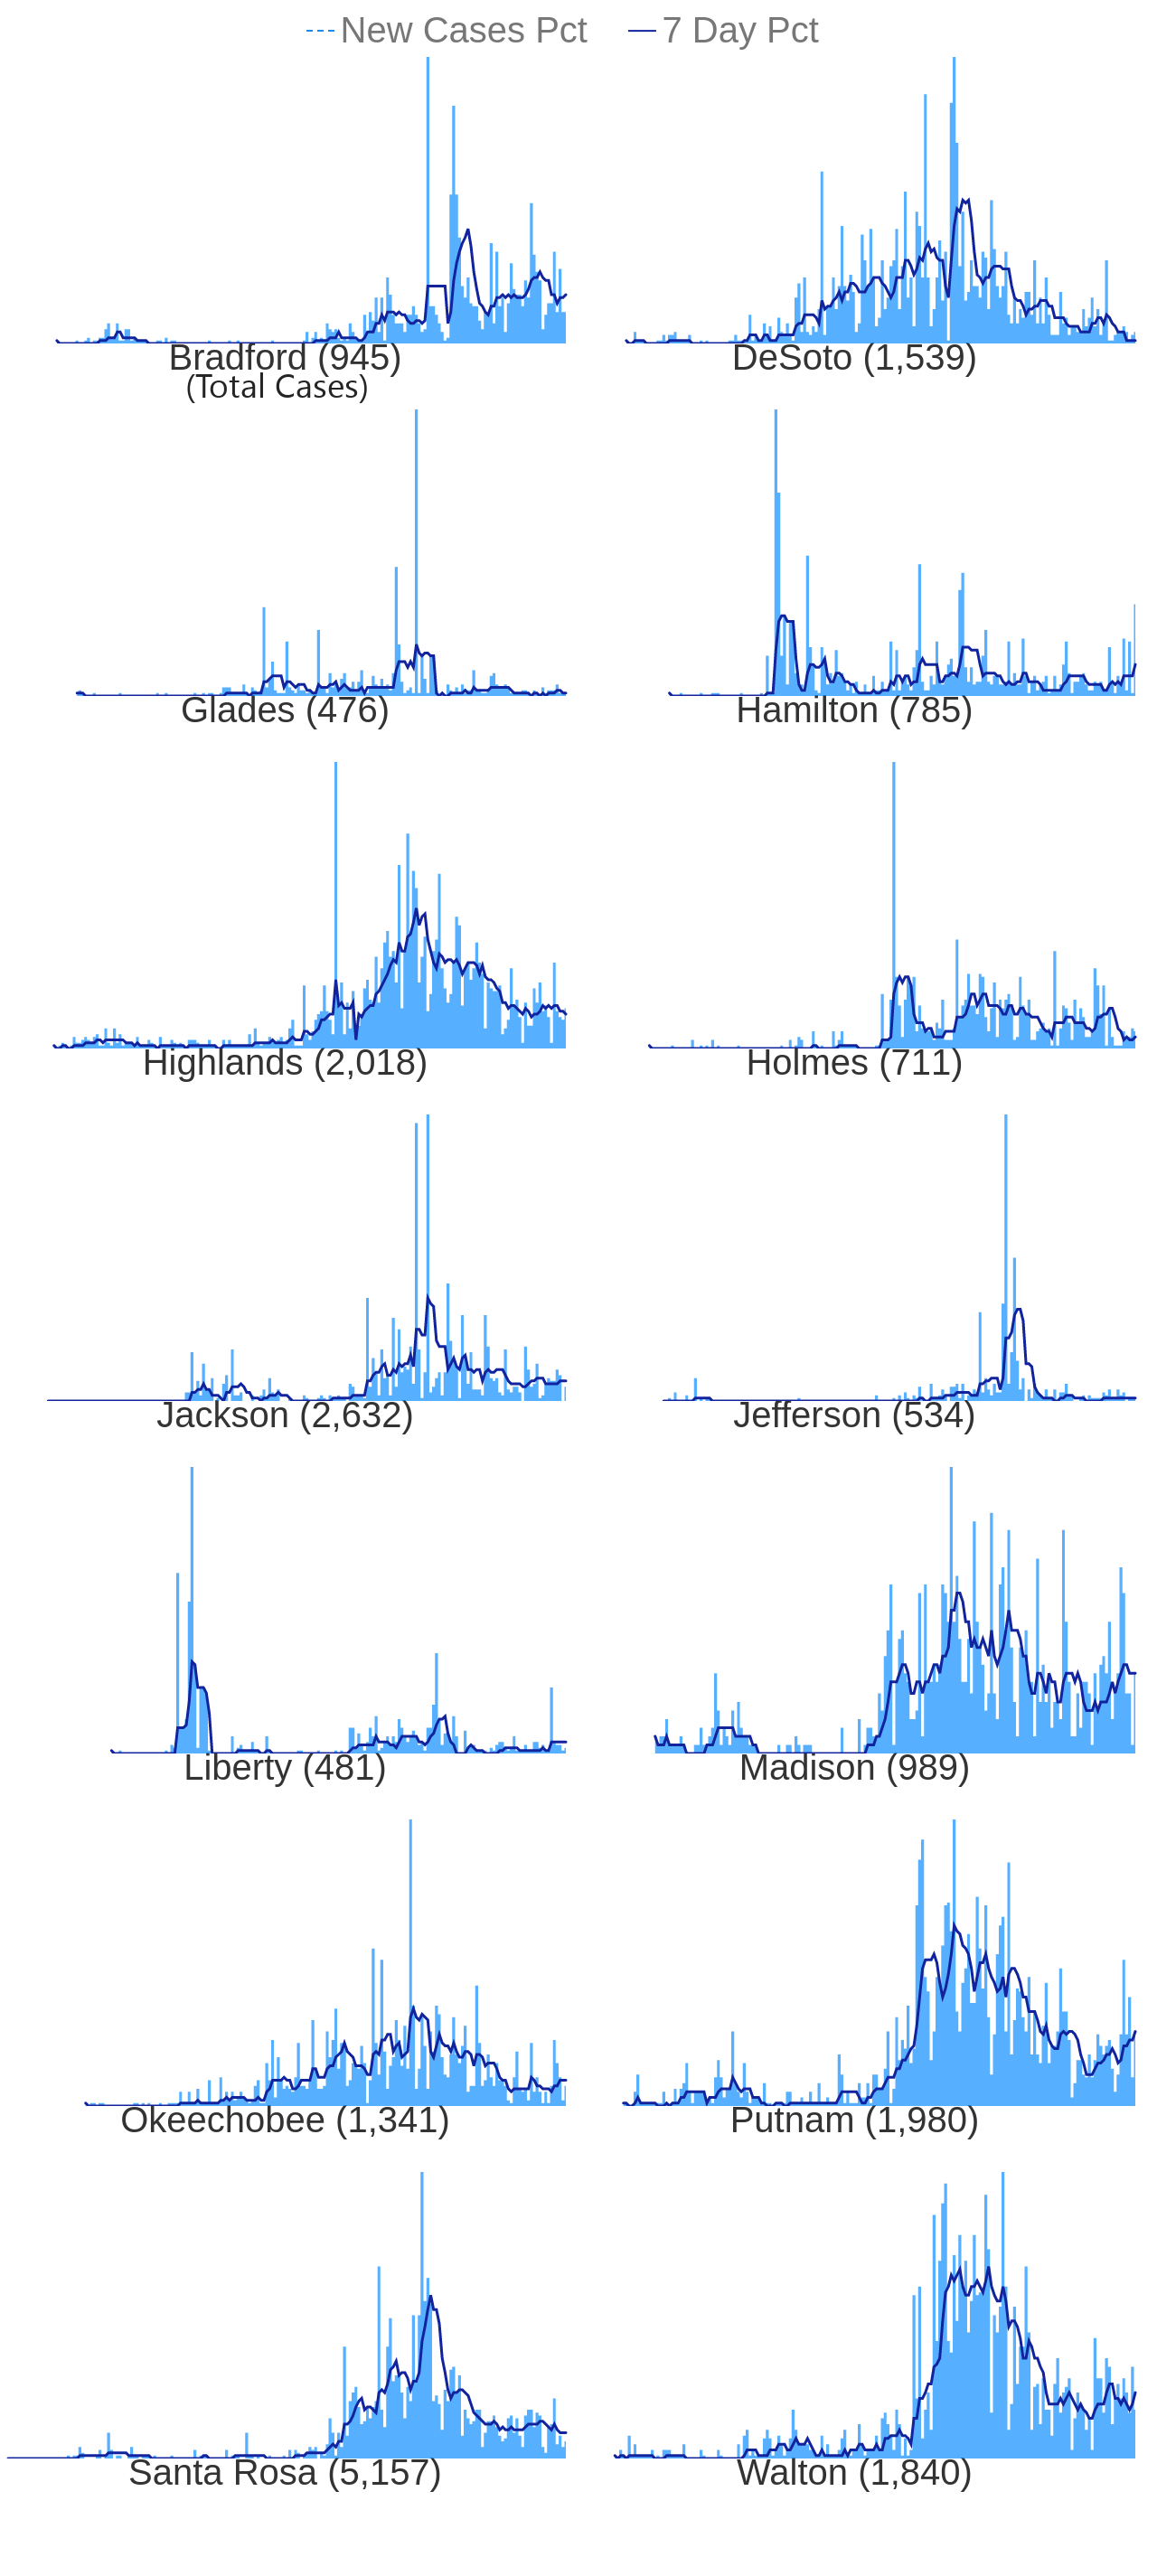 New Cases Pct 7 Day Pct
Bradford (945) DeSoto (1,539)
(Total Cases)
Glades (476) Hamilton (785)
Highlands (2,018) Holmes (711)
Jackson (2,632) Jefferson (534)
Liberty (481) Madison (989)
Okeechobee (1,341) Putnam (1,980)
Santa Rosa (5,157) Walton (1,840)